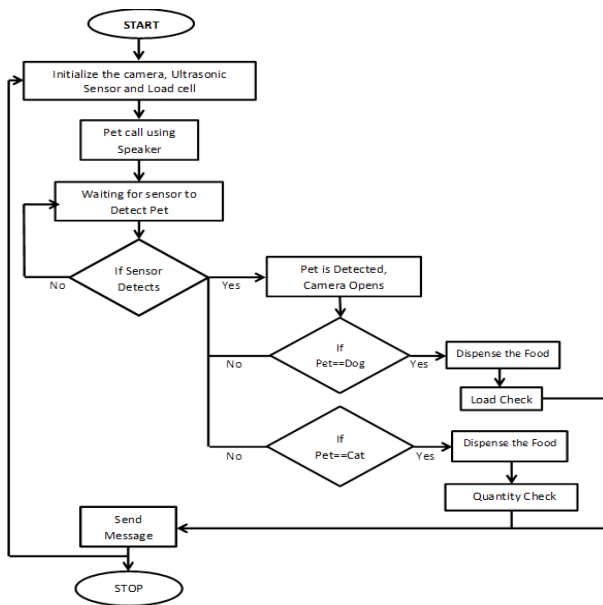 START
Initialize the camera, Ultrasonic
Sensor and Load cell
Pet call using
Speaker
Waiting for sensor to
Detect Pet
If Sensor
Detects
No
Yes
Pet is Detected,
Camera Opens
If
Pet==Dog
No
Yes
Dispense the Food
Load Check
If
Pet==Cat
No
Yes
Dispense the Food
Quantity Check
Send
Message
STOP